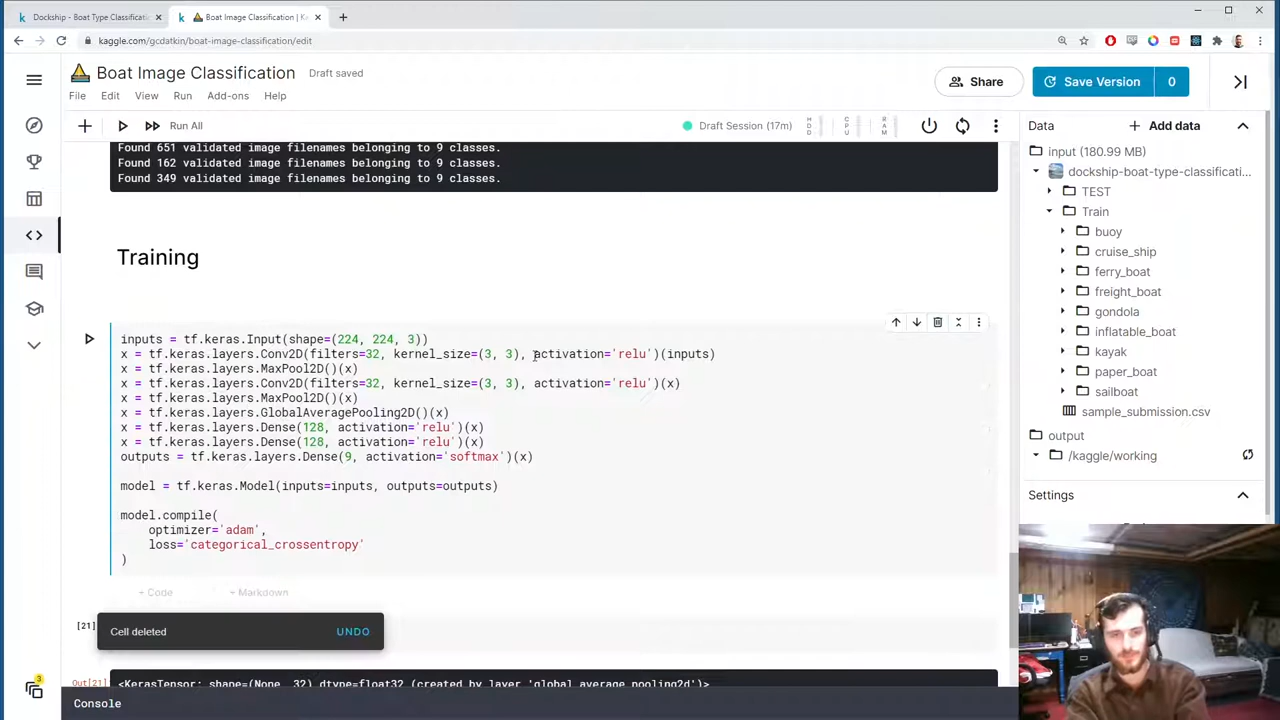 Dockship - Boat Type Classificati
Boat Image Classification | K
kaggle.com/gcdatkin/boat-image-classification/edit
Boat Image Classification Draft saved
File Edit View Run Add-ons Help
Share
Save Version 0
Run All
Draft Session (17m)
HDD CPU RAM
Data
Add data
Found 651 validated image filenames belonging to 9 classes.
Found 162 validated image filenames belonging to 9 classes.
Found 349 validated image filenames belonging to 9 classes.
Training
inputs = tf.keras.Input(shape=(224, 224, 3))
x = tf.keras.layers.Conv2D(filters=32, kernel_size=(3, 3), activation='relu')(inputs)
x = tf.keras.layers.MaxPool2D()(x)
x = tf.keras.layers.Conv2D(filters=32, kernel_size=(3, 3), activation='relu')(x)
x = tf.keras.layers.MaxPool2D()(x)
x = tf.keras.layers.GlobalAveragePooling2D()(x)
x = tf.keras.layers.Dense(128, activation='relu')(x)
x = tf.keras.layers.Dense(128, activation='relu')(x)
outputs = tf.keras.layers.Dense(9, activation='softmax')(x)
model = tf.keras.Model(inputs=inputs, outputs=outputs)
model.compile(
optimizer='adam',
loss='categorical_crossentropy'
)
+ Code + Markdown
[21]
Cell deleted UNDO
Out[21] <KerasTensor: shape=(None, 32) dtype=float32 (created by layer 'global_average_pooling2d')>
Console
3
input (180.99 MB)
dockship-boat-type-classificati...
TEST
Train
buoy
cruise_ship
ferry_boat
freight_boat
gondola
inflatable_boat
kayak
paper_boat
sailboat
sample_submission.csv
output
/kaggle/working
Settings